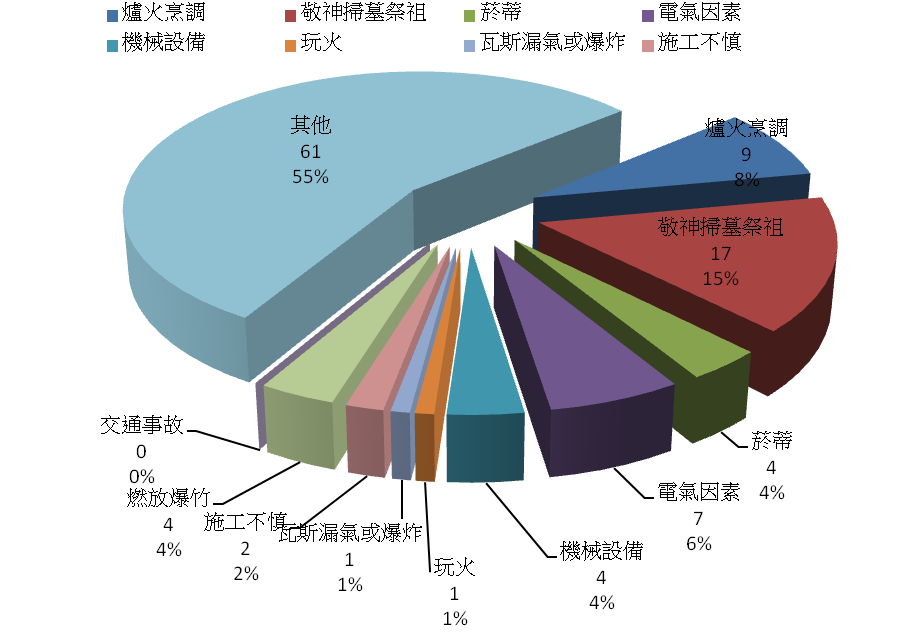 爐火烹調
敬神掃墓祭祖
菸蒂
電氣因素
機械設備
玩火
瓦斯漏氣或爆炸
施工不慎
其他
61
55%
爐火烹調
9
8%
敬神掃墓祭祖
17
15%
菸蒂
4
4%
電氣因素
7
6%
機械設備
4
4%
玩火
1
1%
瓦斯漏氣或爆炸
1
1%
施工不慎
2
2%
燃放爆竹
4
4%
交通事故
0
0%